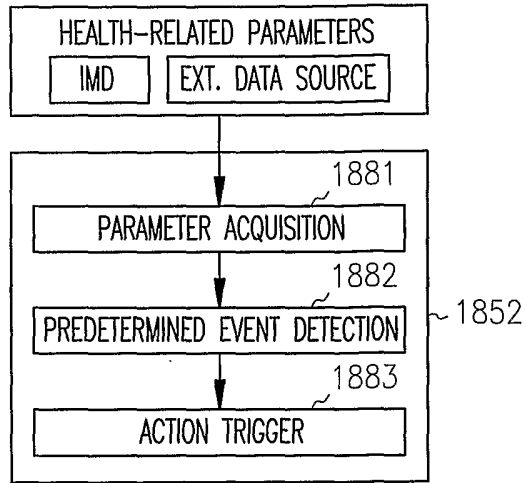 HEALTH-RELATED PARAMETERS
IMD
EXT. DATA SOURCE
1881
PARAMETER ACQUISITION
1882
PREDETERMINED EVENT DETECTION
1852
1883
ACTION TRIGGER